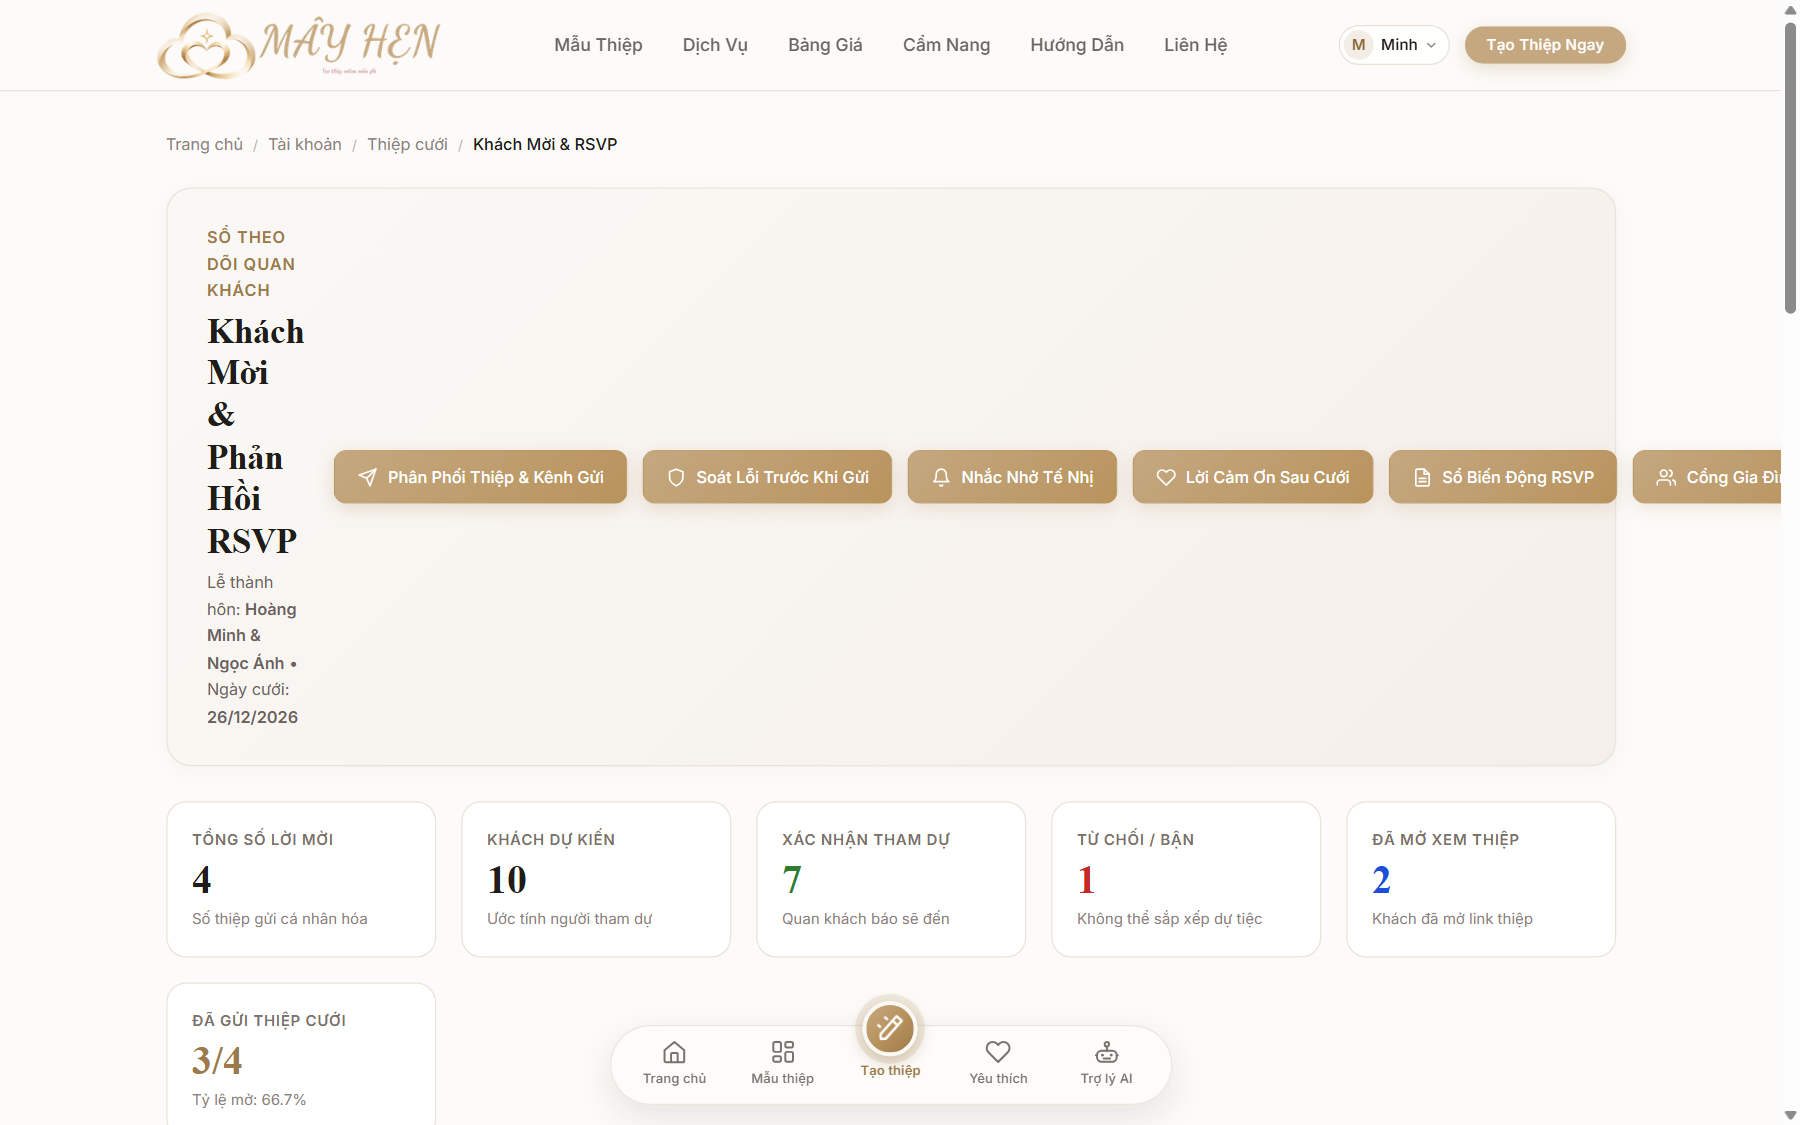 MÂY HẸN
Mẫu Thiệp
Dịch Vụ
Bảng Giá
Cẩm Nang
Hướng Dẫn
Liên Hệ
M Minh
Tạo Thiệp Ngay
Trang chủ / Tài khoản / Thiệp cưới / Khách Mời & RSVP
SỔ THEO
DÕI QUAN
KHÁCH
Khách
Mời
&
Phản
Hồi
RSVP
Lễ thành
hôn: Hoàng
Minh &
Ngọc Ánh •
Ngày cưới:
26/12/2026
Phân Phối Thiệp & Kênh Gửi
Soát Lỗi Trước Khi Gửi
Nhắc Nhở Tế Nhị
Lời Cảm Ơn Sau Cưới
Sổ Biến Động RSVP
Cổng Gia
TỔNG SỐ LỜI MỜI
4
Số thiệp gửi cá nhân hóa
KHÁCH DỰ KIẾN
10
Ước tính người tham dự
XÁC NHẬN THAM DỰ
7
Quan khách báo sẽ đến
TỪ CHỐI / BẬN
1
Không thể sắp xếp dự tiệc
ĐÃ MỞ XEM THIỆP
2
Khách đã mở link thiệp
ĐÃ GỬI THIỆP CƯỚI
3/4
Tỷ lệ mở: 66.7%
Trang chủ
Mẫu thiệp
Tạo thiệp
Yêu thích
Trợ lý AI